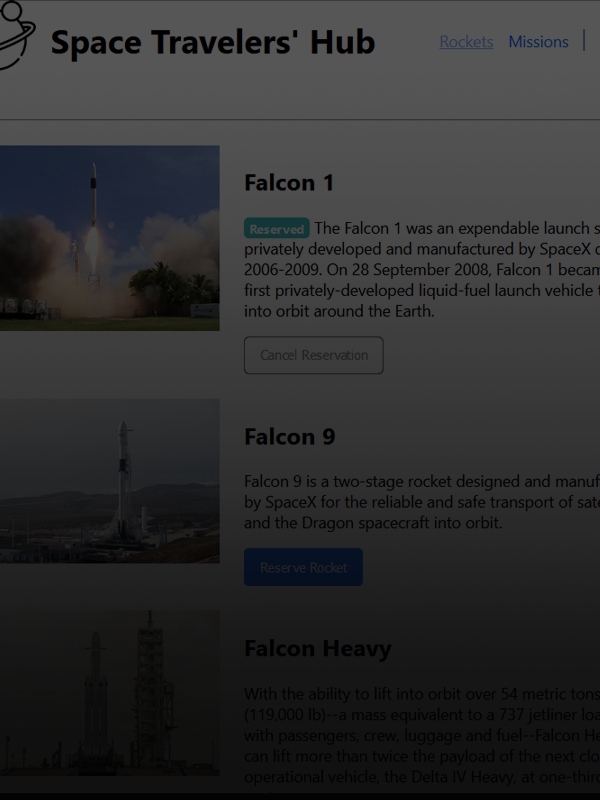 Space Travelers' Hub
Rockets Missions
Falcon 1
Reserved The Falcon 1 was an expendable launch
privately developed and manufactured by SpaceX
2006-2009. On 28 September 2008, Falcon 1 becam
first privately-developed liquid-fuel launch vehicle
into orbit around the Earth.
Cancel Reservation
Falcon 9
Falcon 9 is a two-stage rocket designed and manuf
by SpaceX for the reliable and safe transport of sate
and the Dragon spacecraft into orbit.
Reserve Rocket
Falcon Heavy
With the ability to lift into orbit over 54 metric tons
(119,000 lb)--a mass equivalent to a 737 jetliner loa
with passengers, crew, luggage and fuel--Falcon He
can lift more than twice the payload of the next clo
operational vehicle, the Delta IV Heavy, at one-third